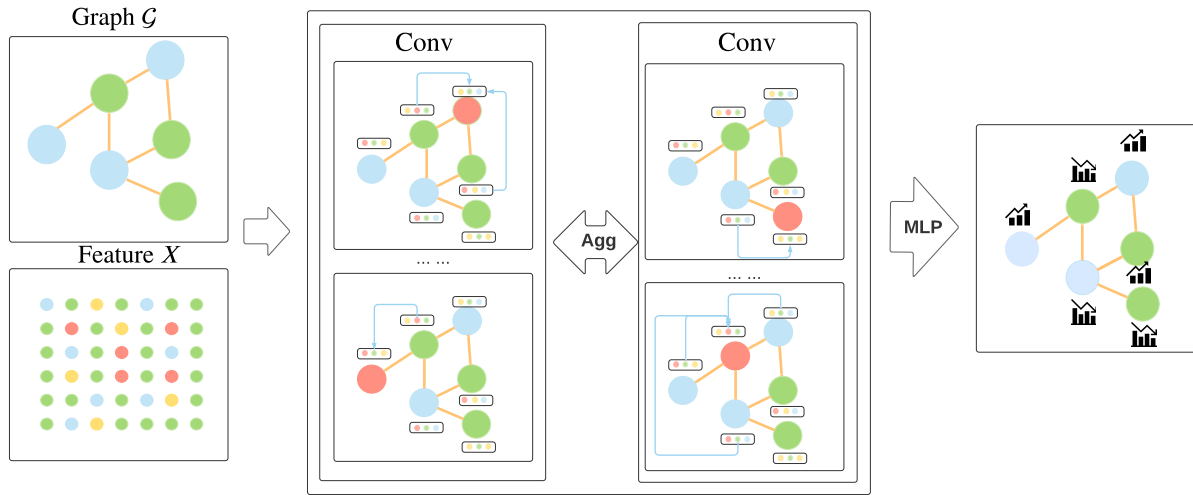 Graph 𝒢
Conv
Conv
Feature X
Agg
MLP
... ...
... ...